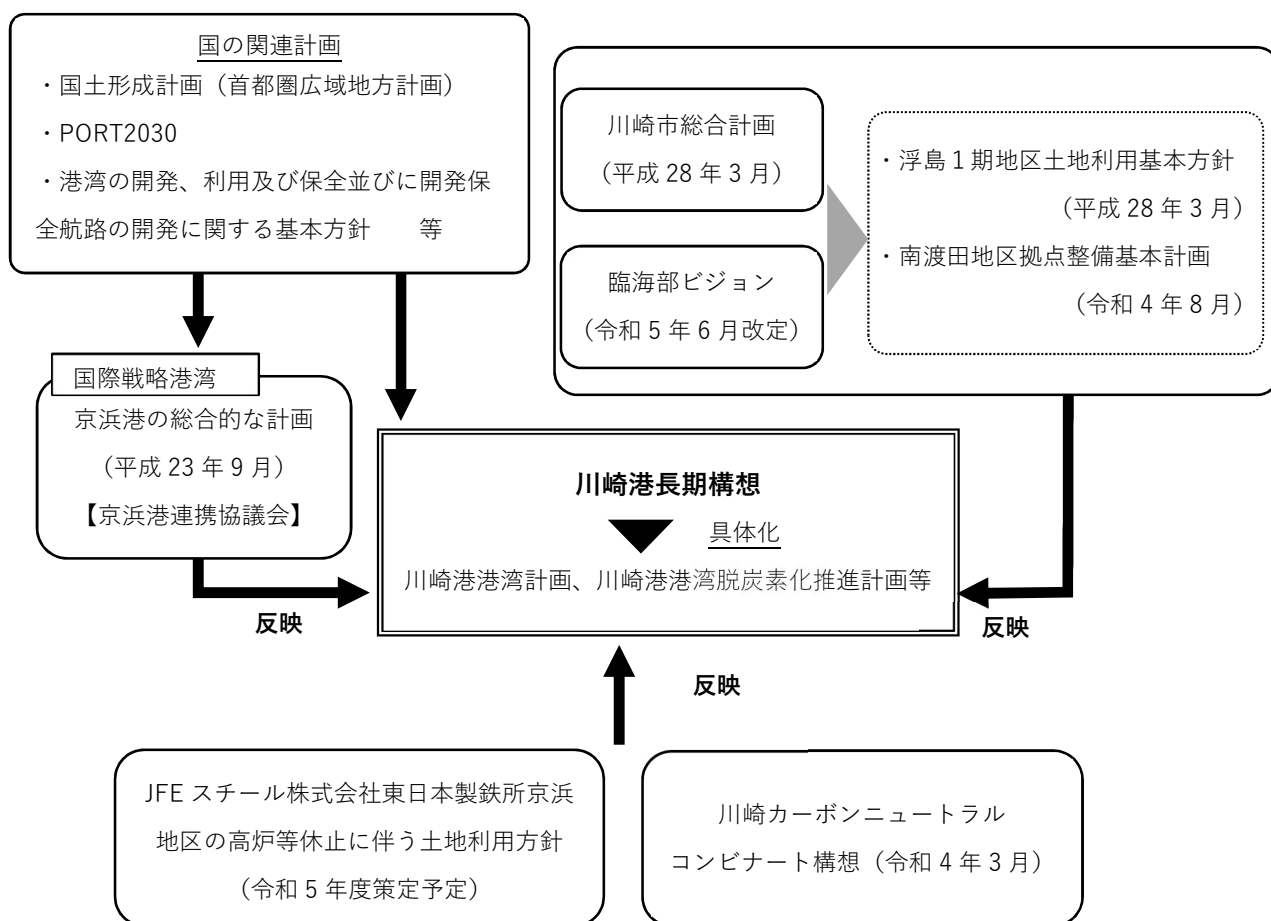 国の関連計画
・国土形成計画（首都圏広域地方計画）
・PORT2030
・港湾の開発、利用及び保全並びに開発保
全航路の開発に関する基本方針　　等
川崎市総合計画
（平成 28 年 3 月）
臨海部ビジョン
（令和 5 年 6 月改定）
・浮島１期地区土地利用基本方針
（平成 28 年 3 月）
・南渡田地区拠点整備基本計画
（令和 4 年 8 月）
国際戦略港湾
京浜港の総合的な計画
（平成 23 年 9 月）
【京浜港連携協議会】
川崎港長期構想
具体化
川崎港港湾計画、川崎港港湾脱炭素化推進計画等
反映
反映
反映
JFE スチール株式会社東日本製鉄所京浜
地区の高炉等休止に伴う土地利用方針
（令和 5 年度策定予定）
川崎カーボンニュートラル
コンビナート構想（令和 4 年 3 月）